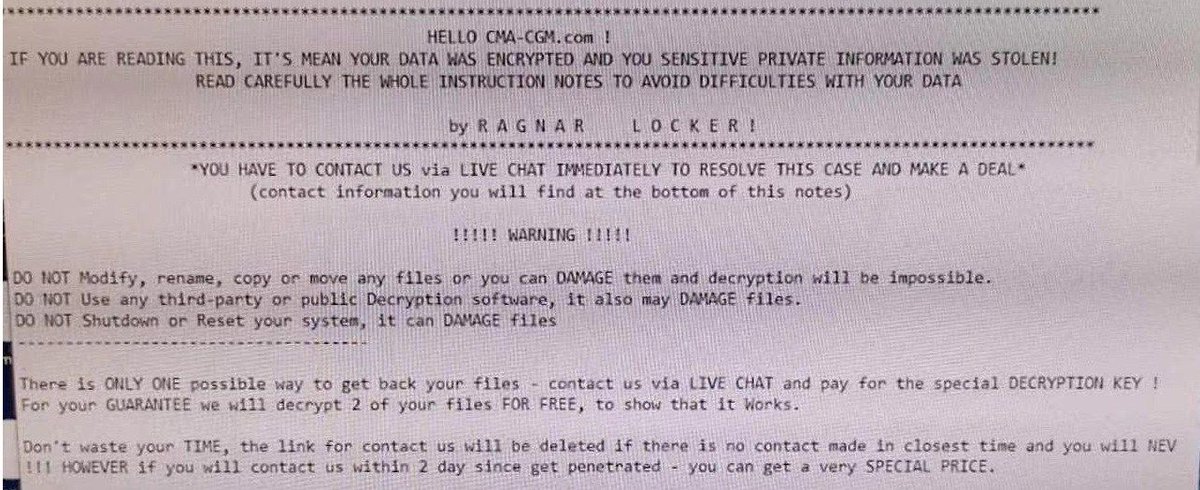 *****************************************************************************************************
HELLO CMA-CGM.com !
IF YOU ARE READING THIS, IT'S MEAN YOUR DATA WAS ENCRYPTED AND YOU SENSITIVE PRIVATE INFORMATION WAS STOLEN!
READ CAREFULLY THE WHOLE INSTRUCTION NOTES TO AVOID DIFFICULTIES WITH YOUR DATA
by R A G N A R L O C K E R !
*****************************************************************************************************
*YOU HAVE TO CONTACT US via LIVE CHAT IMMEDIATELY TO RESOLVE THIS CASE AND MAKE A DEAL*
(contact information you will find at the bottom of this notes)
!!!!! WARNING !!!!!
DO NOT Modify, rename, copy or move any files or you can DAMAGE them and decryption will be impossible.
DO NOT Use any third-party or public Decryption software, it also may DAMAGE files.
DO NOT Shutdown or Reset your system, it can DAMAGE files
------------------------------------
There is ONLY ONE possible way to get back your files - contact us via LIVE CHAT and pay for the special DECRYPTION KEY !
For your GUARANTEE we will decrypt 2 of your files FOR FREE, to show that it Works.
Don't waste your TIME, the link for contact us will be deleted if there is no contact made in closest time and you will NEV
!!! HOWEVER if you will contact us within 2 day since get penetrated - you can get a very SPECIAL PRICE.